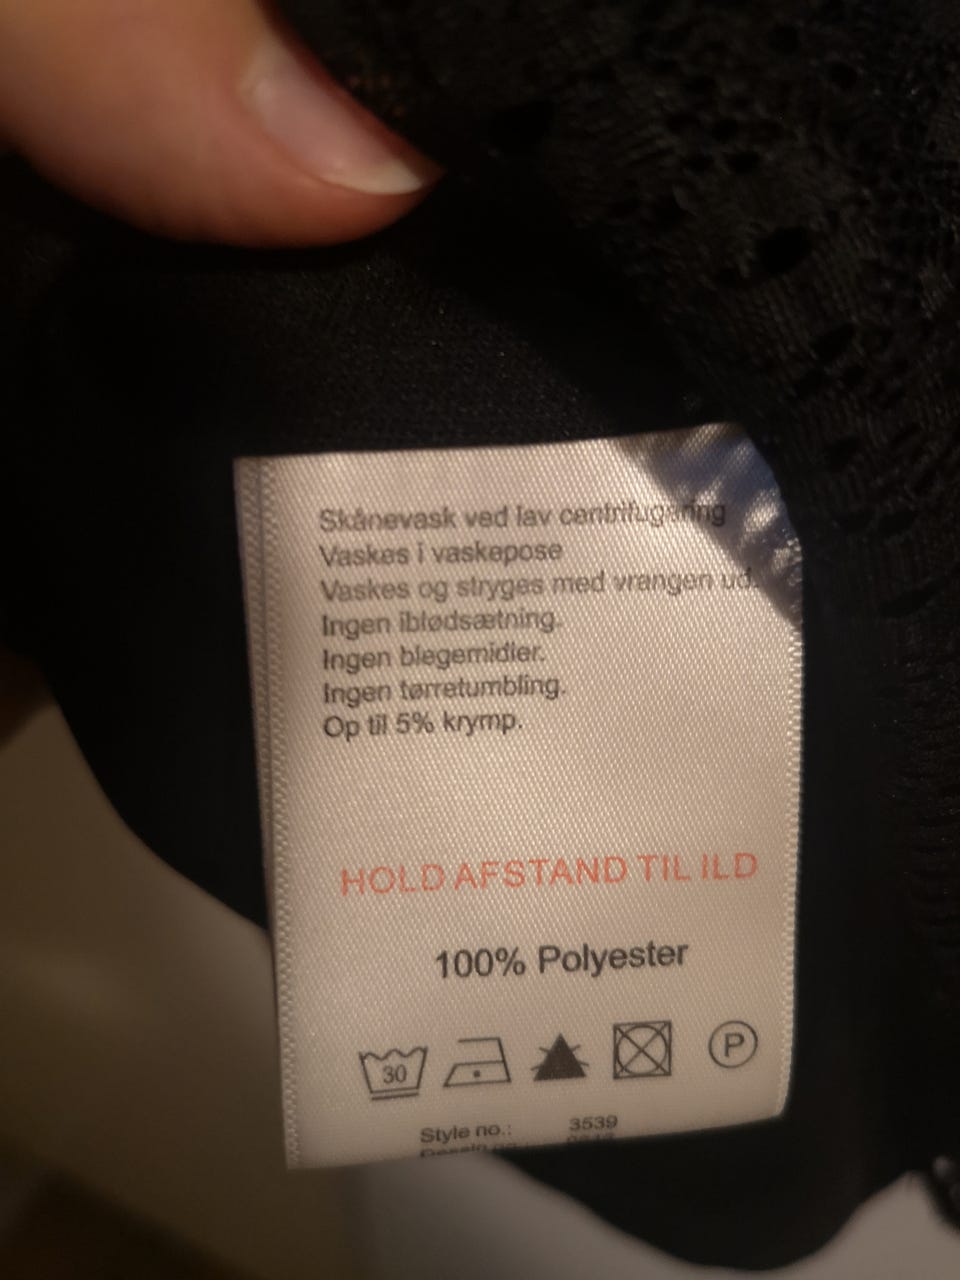 Skånevask ved lav centrifugering
Vaskes i vaskepose
Vaskes og stryges med vrangen ud.
Ingen iblødsætning.
Ingen blegemidler.
Ingen tørretumbling.
Op til 5% krymp.
HOLD AFSTAND TIL ILD
100% Polyester
30 P
Style no.: 3539